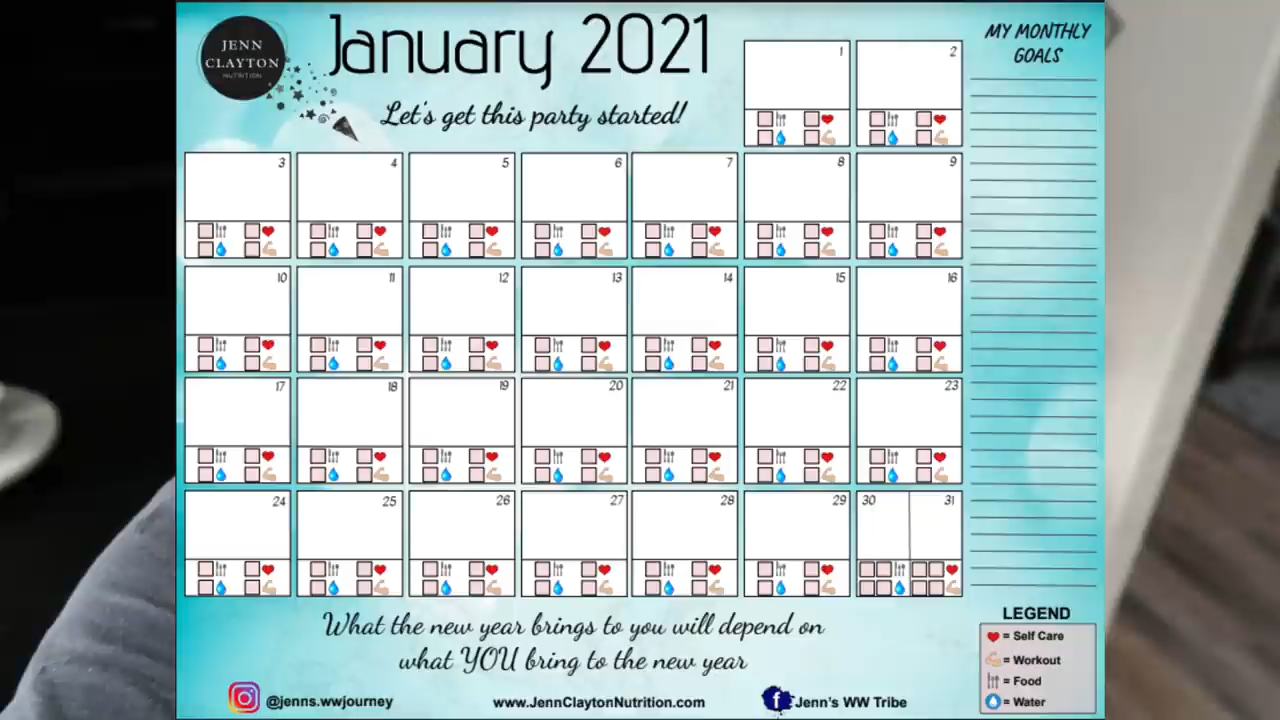 JENN
CLAYTON
NUTRITION
January 2021
Let's get this party started!
MY MONTHLY
GOALS
1 2
3 4 5 6 7 8 9
10 11 12 13 14 15 16
17 18 19 20 21 22 23
24 25 26 27 28 29 30 31
What the new year brings to you will depend on
what YOU bring to the new year
LEGEND
= Self Care
= Workout
= Food
= Water
@jenns.wwjourney
www.JennClaytonNutrition.com
Jenn's WW Tribe